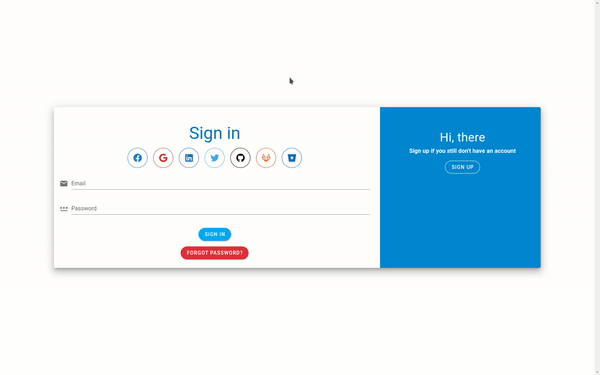 Sign in
Email
Password
SIGN IN
FORGOT PASSWORD?
Hi, there
Sign up if you still don't have an account
SIGN UP